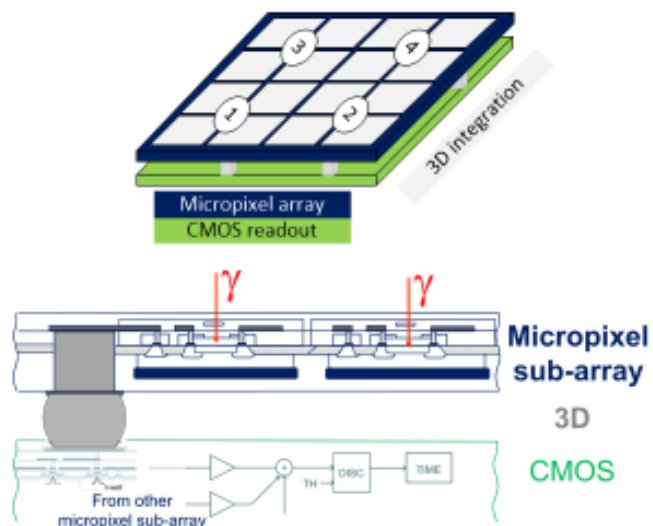 3
4
1
2
3D integration
Micropixel array
CMOS readout
γ
γ
Micropixel
sub-array
3D
CMOS
DISC
TIME
TH
From other
micropixel sub-array